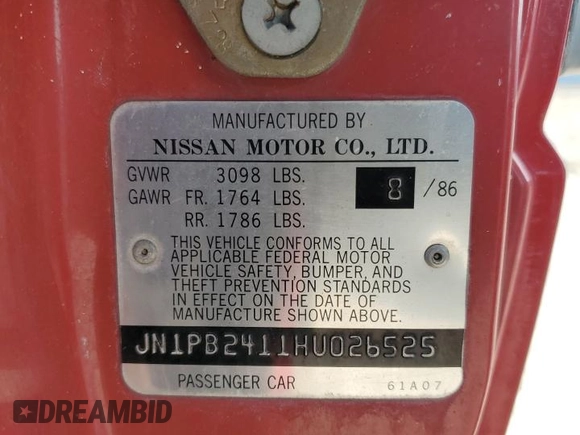 MANUFACTURED BY
NISSAN MOTOR CO., LTD.
GVWR 3098 LBS. 8 /86
GAWR FR. 1764 LBS.
RR. 1786 LBS.
THIS VEHICLE CONFORMS TO ALL
APPLICABLE FEDERAL MOTOR
VEHICLE SAFETY, BUMPER, AND
THEFT PREVENTION STANDARDS
IN EFFECT ON THE DATE OF
MANUFACTURE SHOWN ABOVE.
JN1PB2411HU026525
PASSENGER CAR 61A07
DREAMBID